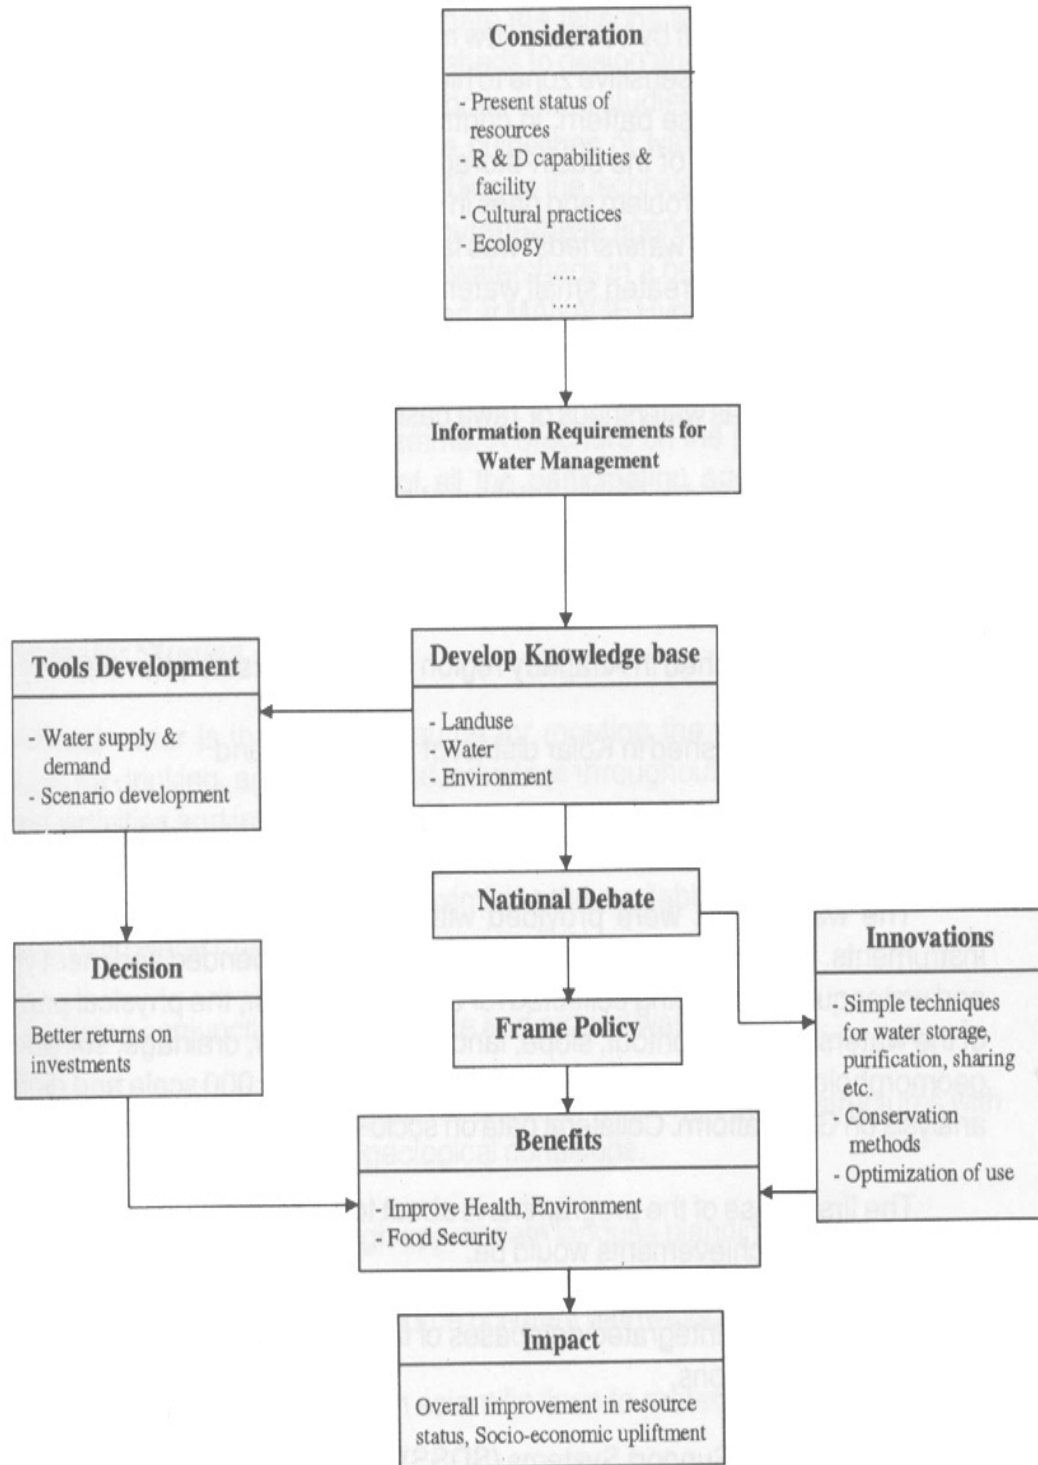 Consideration
- Present status of
resources
- R & D capabilities &
facility
- Cultural practices
- Ecology
....
....
Information Requirements for
Water Management
Develop Knowledge base
- Landuse
- Water
- Environment
Tools Development
- Water supply &
demand
- Scenario development
Decision
Better returns on
investments
National Debate
Frame Policy
Innovations
- Simple techniques
for water storage,
purification, sharing
etc.
- Conservation
methods
- Optimization of use
Benefits
- Improve Health, Environment
- Food Security
Impact
Overall improvement in resource
status, Socio-economic upliftment